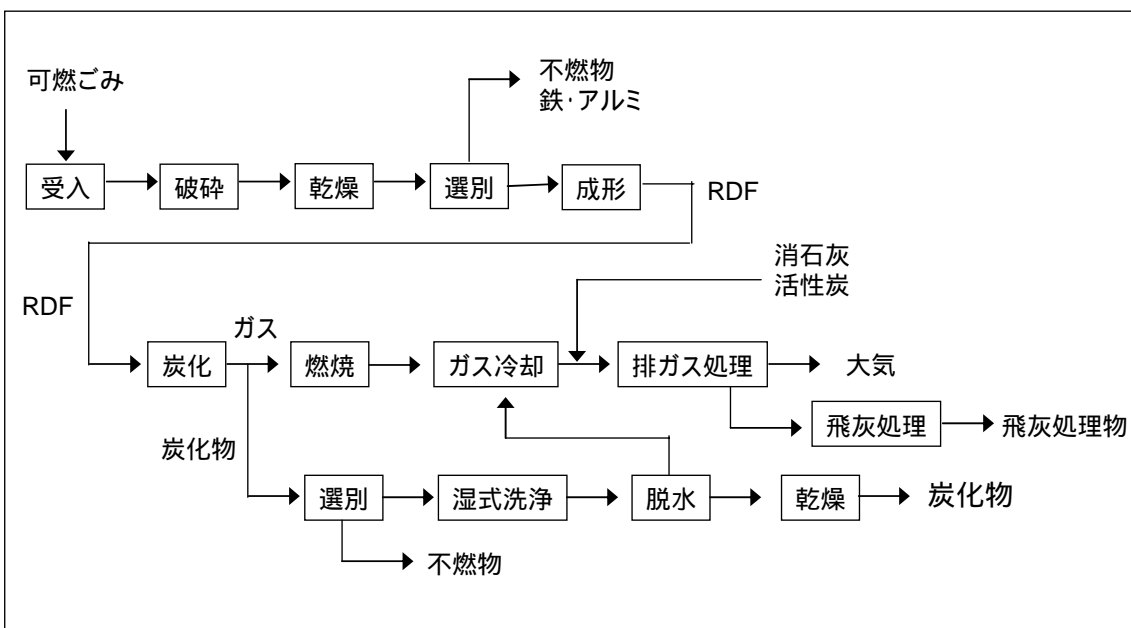 可燃ごみ
不燃物
鉄・アルミ
受入
破砕
乾燥
選別
成形
RDF
消石灰
活性炭
RDF
ガス
炭化
燃焼
ガス冷却
排ガス処理
大気
炭化物
飛灰処理
飛灰処理物
選別
湿式洗浄
脱水
乾燥
炭化物
不燃物